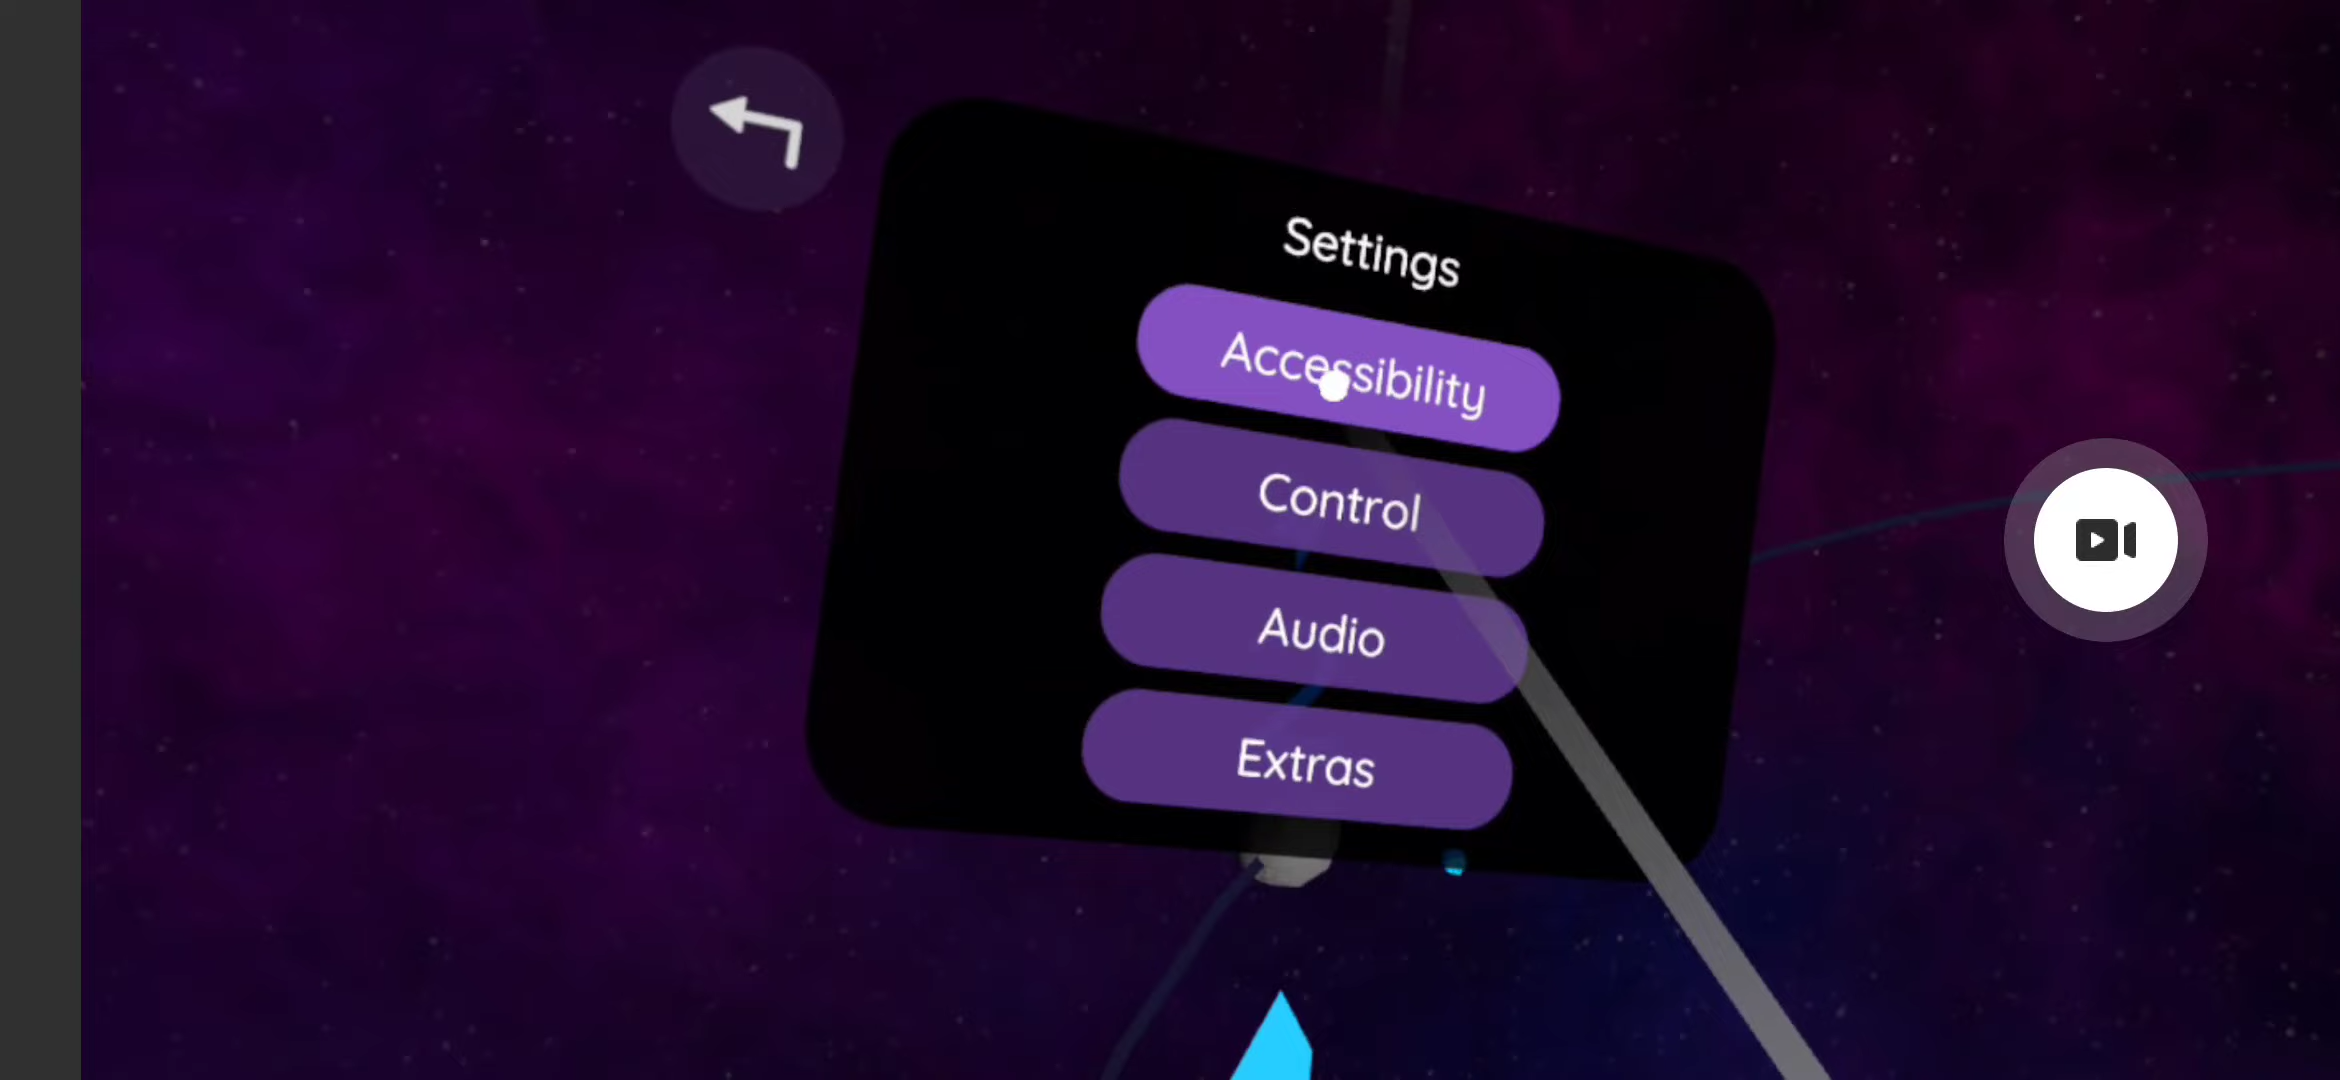 Settings
Accessibility
Control
Audio
Extras